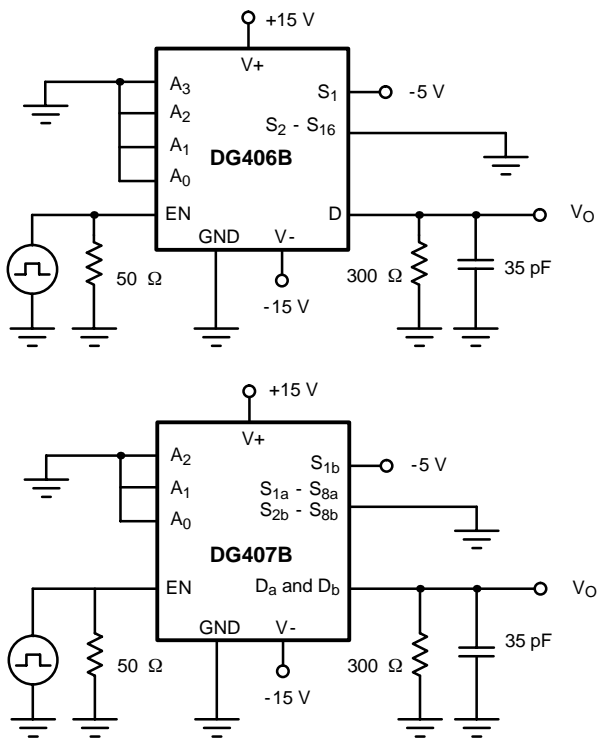 +15 V
V+
A3
S1
-5 V
A2
S2 - S16
A1
DG406B
A0
EN
D
VO
GND
V-
50 Ω
300 Ω
35 pF
-15 V
+15 V
V+
A2
S1b
-5 V
A1
S1a - S8a
S2b - S8b
A0
DG407B
EN
Da and Db
VO
GND
V-
50 Ω
300 Ω
35 pF
-15 V